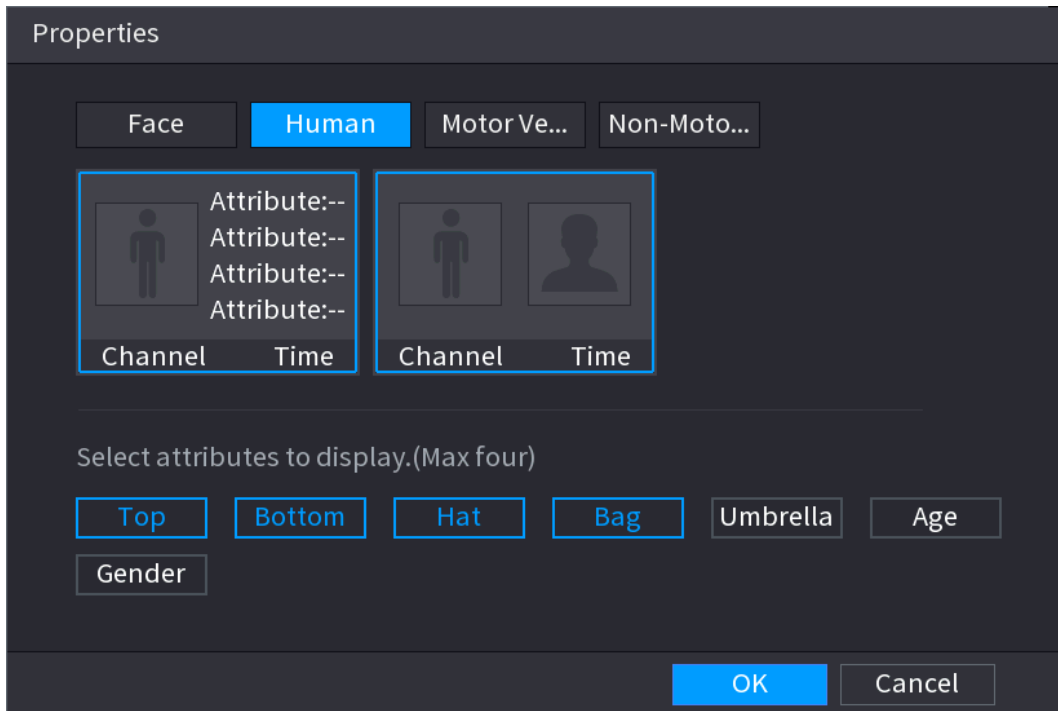 Properties
Face Human Motor Ve... Non-Moto...
Attribute:--
Attribute:--
Attribute:--
Attribute:--
Channel Time Channel Time
Select attributes to display.(Max four)
Top Bottom Hat Bag Umbrella Age
Gender
OK Cancel